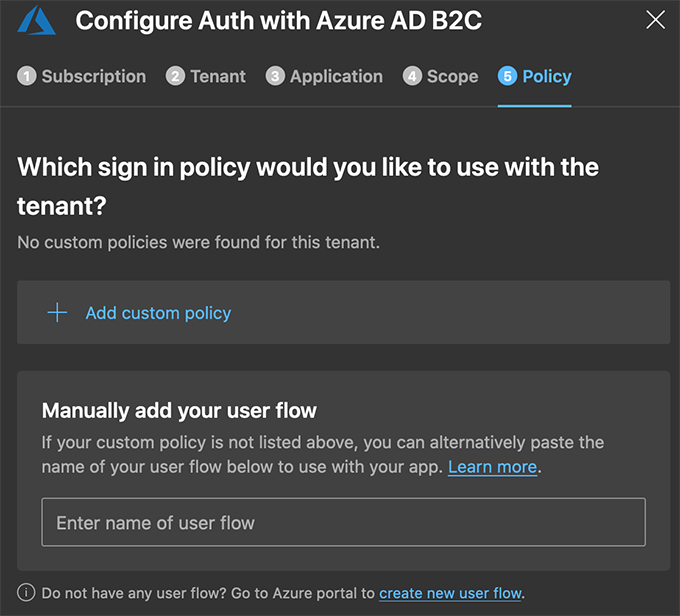 Configure Auth with Azure AD B2C
1 Subscription 2 Tenant 3 Application 4 Scope 5 Policy
Which sign in policy would you like to use with the
tenant?
No custom policies were found for this tenant.
Add custom policy
Manually add your user flow
If your custom policy is not listed above, you can alternatively paste the
name of your user flow below to use with your app. Learn more.
Enter name of user flow
Do not have any user flow? Go to Azure portal to create new user flow.